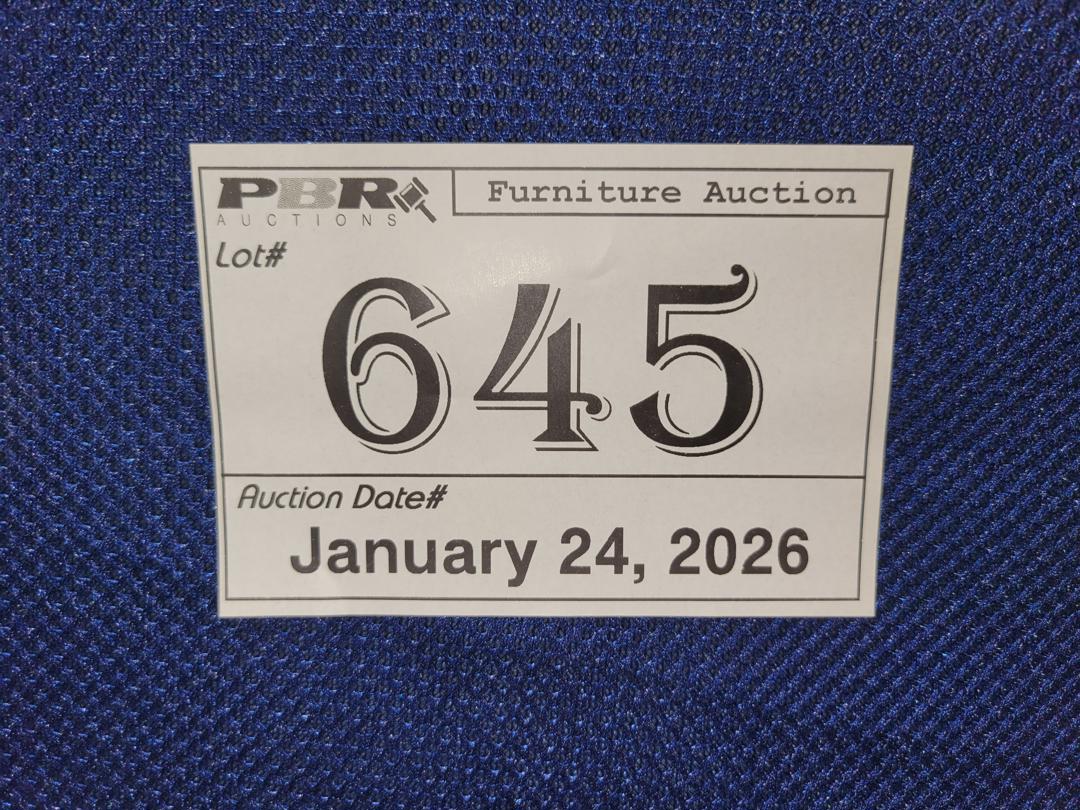 PBR
AUCTIONS
Furniture Auction
Lot#
645
Auction Date#
January 24, 2026